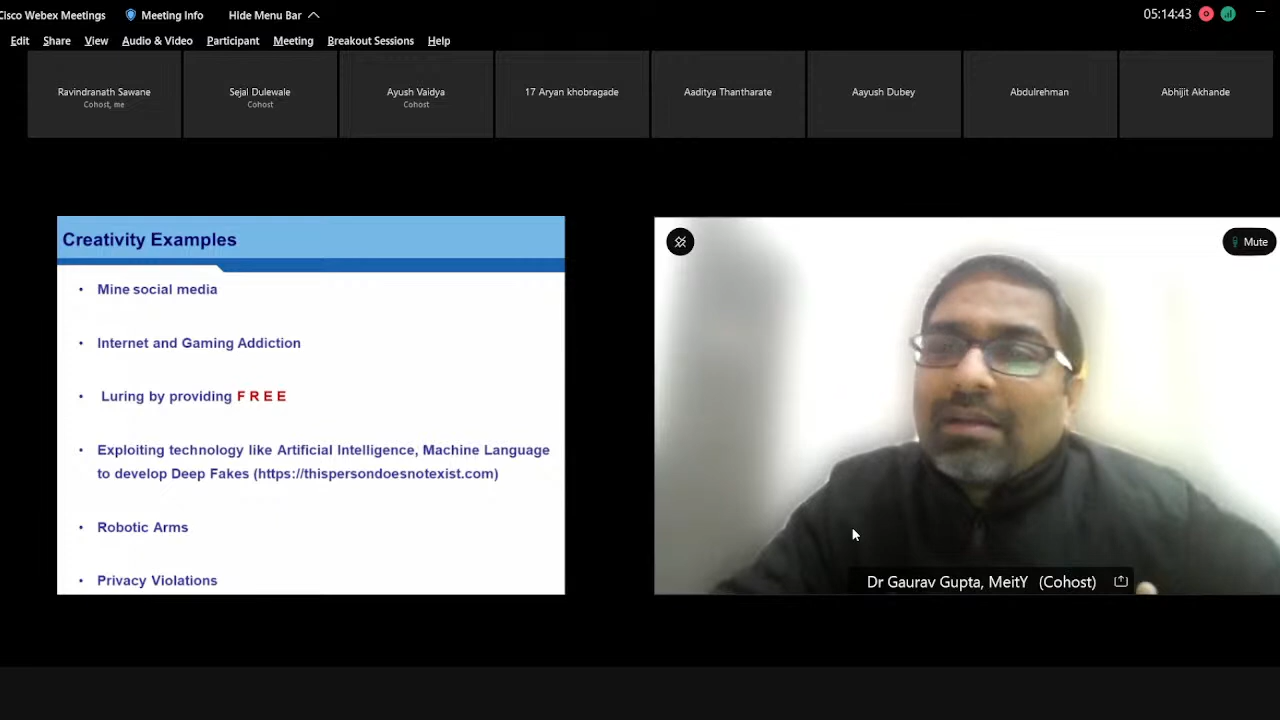 Cisco Webex Meetings Meeting Info Hide Menu Bar 05:14:43
Edit Share View Audio & Video Participant Meeting Breakout Sessions Help
Ravindranath Sawane
Cohost, me
Sejal Dulewale
Cohost
Ayush Vaidya
Cohost
17 Aryan khobragade
Aaditya Thantharate
Aayush Dubey
Abdulrehman
Abhijit Akhande
Creativity Examples
• Mine social media
• Internet and Gaming Addiction
• Luring by providing F R E E
• Exploiting technology like Artificial Intelligence, Machine Language
to develop Deep Fakes (https://thispersondoesnotexist.com)
• Robotic Arms
• Privacy Violations
Mute
Dr Gaurav Gupta, MeitY (Cohost)